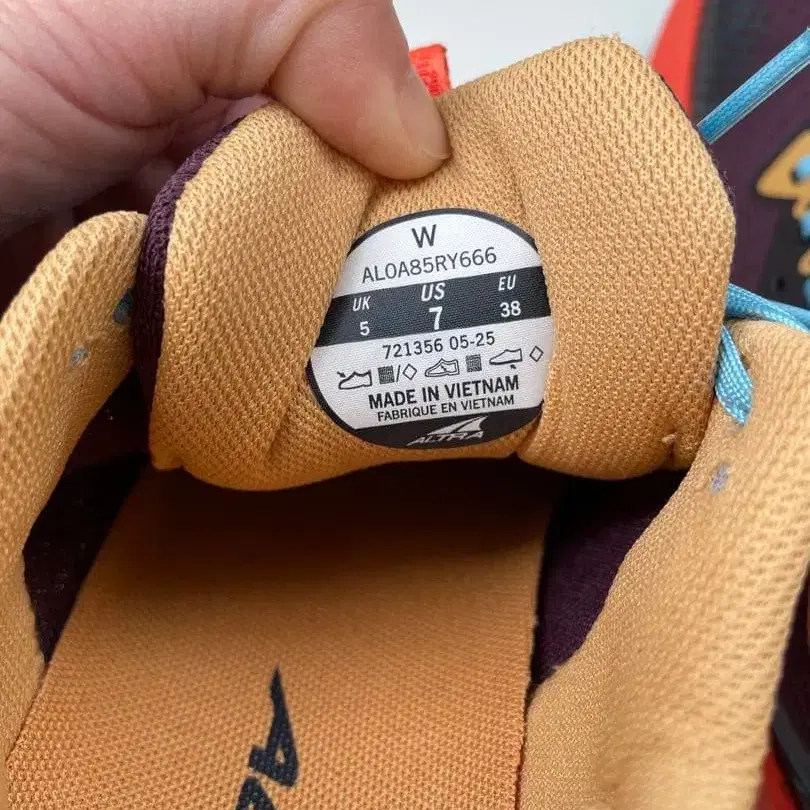 W
AL0A85RY666
UK US EU
5 7 38
721356 05-25
MADE IN VIETNAM
FABRIQUE EN VIETNAM
ALTRA